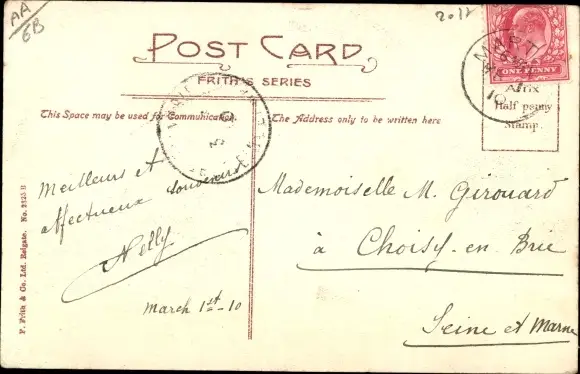 AA
6B
2012
POST CARD
FRITH'S SERIES
ONE PENNY
Affix
Half penny
Stamp.
This Space may be used for Communication.
The Address only to be written here
Meilleurs et
affectueux souvenirs
Nelly
March 1st - 10
Mademoiselle M. Girouard
à Choisy-en-Brie
Seine et Marne
F. Frith & Co. Ltd. Reigate. No.